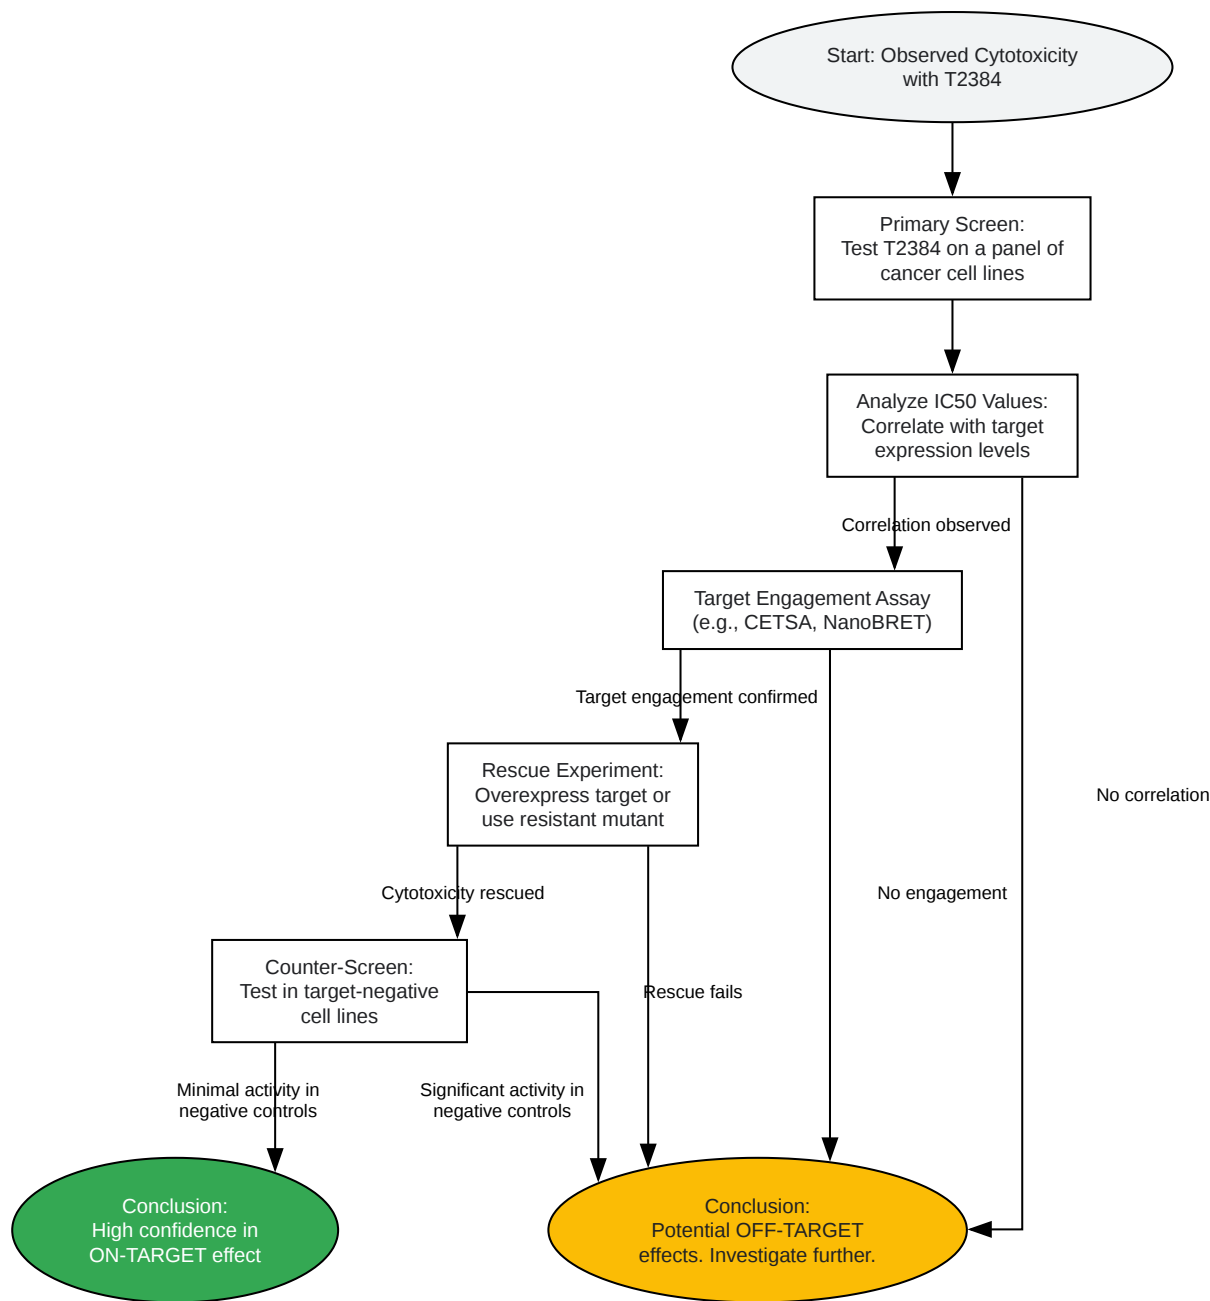 Start: Observed Cytotoxicity
with T2384
Primary Screen:
Test T2384 on a panel of
cancer cell lines
Analyze IC50 Values:
Correlate with target
expression levels
Correlation observed
Target Engagement Assay
(e.g., CETSA, NanoBRET)
Target engagement confirmed
Rescue Experiment:
Overexpress target or
use resistant mutant
No correlation
Cytotoxicity rescued
No engagement
Counter-Screen:
Test in target-negative
cell lines
Rescue fails
Minimal activity in
negative controls
Significant activity in
negative controls
Conclusion:
High confidence in
ON-TARGET effect
Conclusion:
Potential OFF-TARGET
effects. Investigate further.